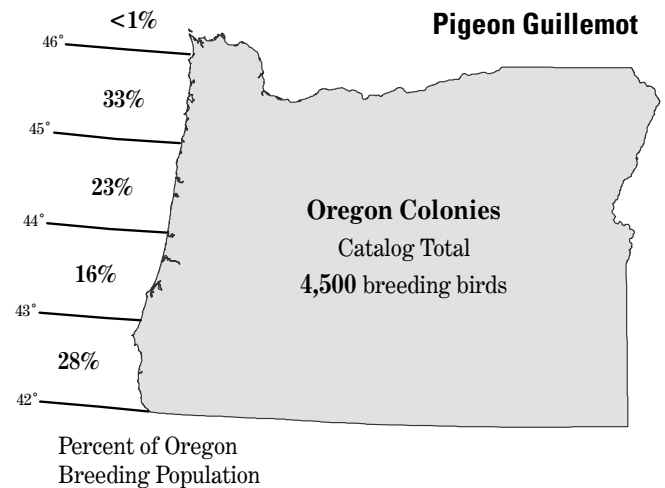 <1%
Pigeon Guillemot
46°
33%
45°
23%
Oregon Colonies
44°
Catalog Total
16%
4,500 breeding birds
43°
28%
42°
Percent of Oregon
Breeding Population